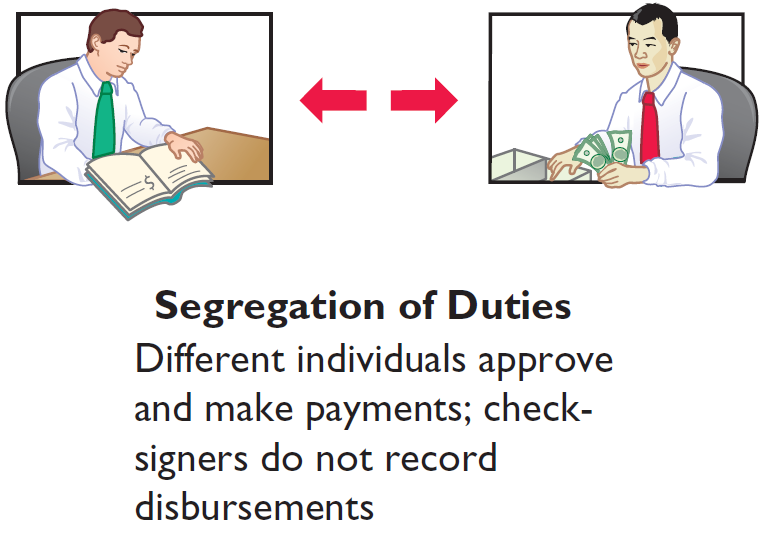 $
Segregation of Duties
Different individuals approve
and make payments; check-
signers do not record
disbursements